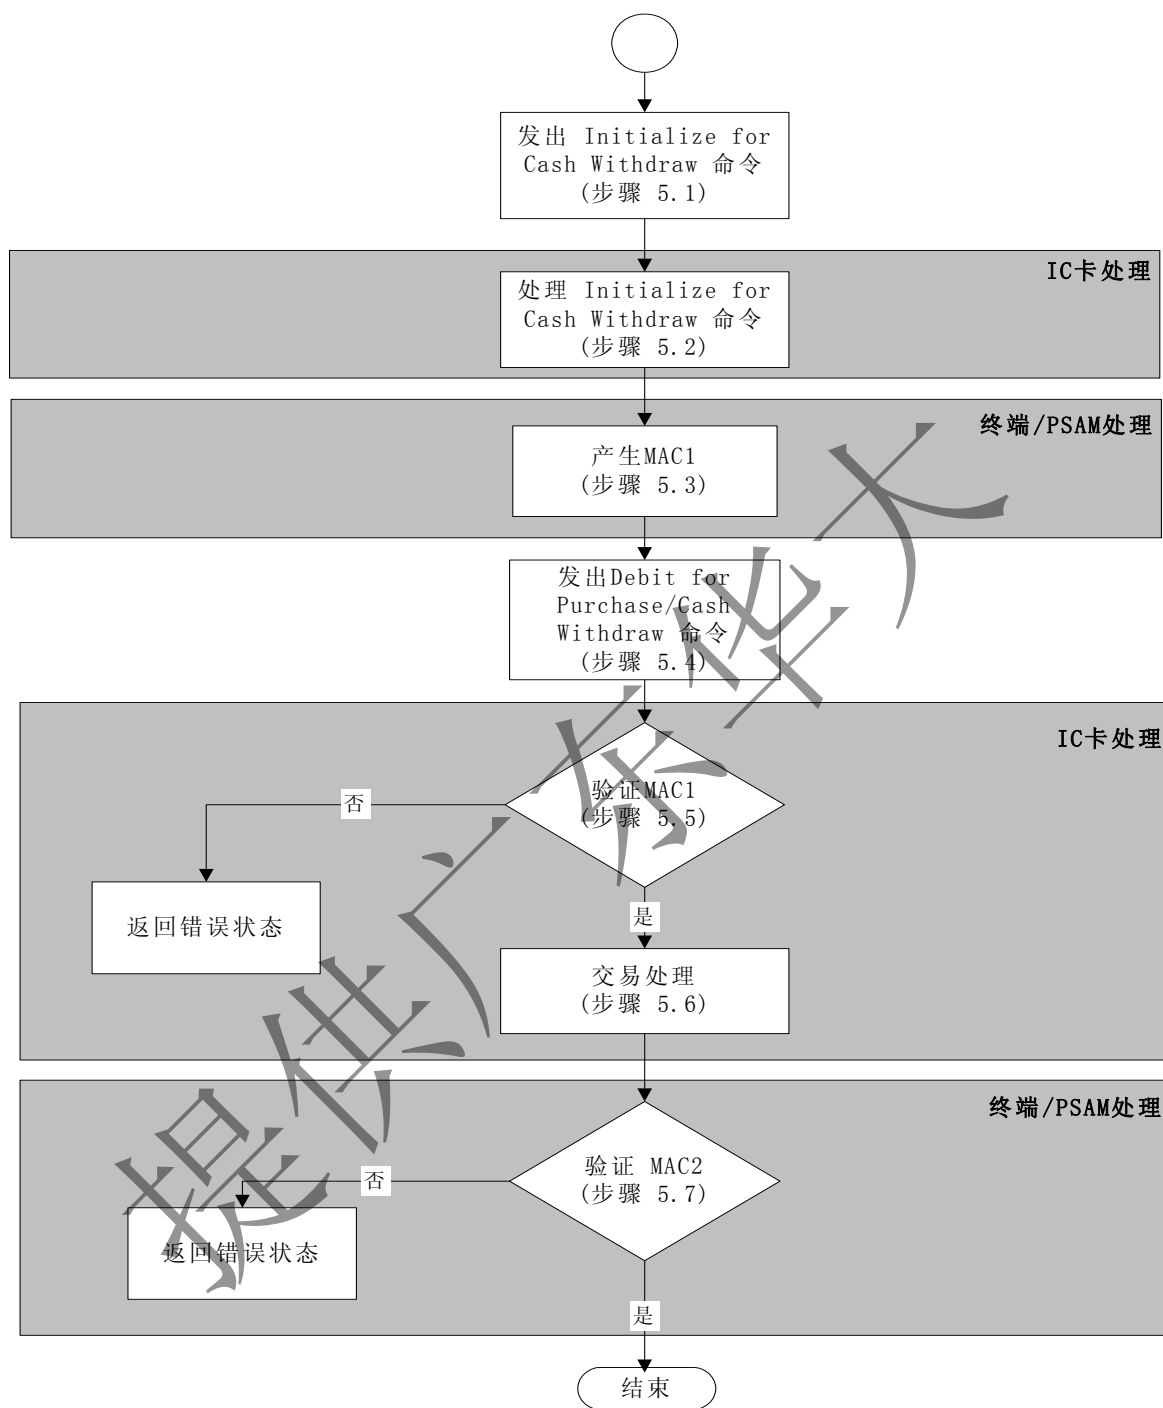 发出 Initialize for
Cash Withdraw 命令
(步骤 5.1)
IC卡处理
处理 Initialize for
Cash Withdraw 命令
(步骤 5.2)
终端/PSAM处理
产生MAC1
(步骤 5.3)
发出Debit for
Purchase/Cash
Withdraw 命令
(步骤 5.4)
IC卡处理
验证MAC1
(步骤 5.5)
否
返回错误状态
是
交易处理
(步骤 5.6)
终端/PSAM处理
验证 MAC2
(步骤 5.7)
否
返回错误状态
是
结束
提供广东华大